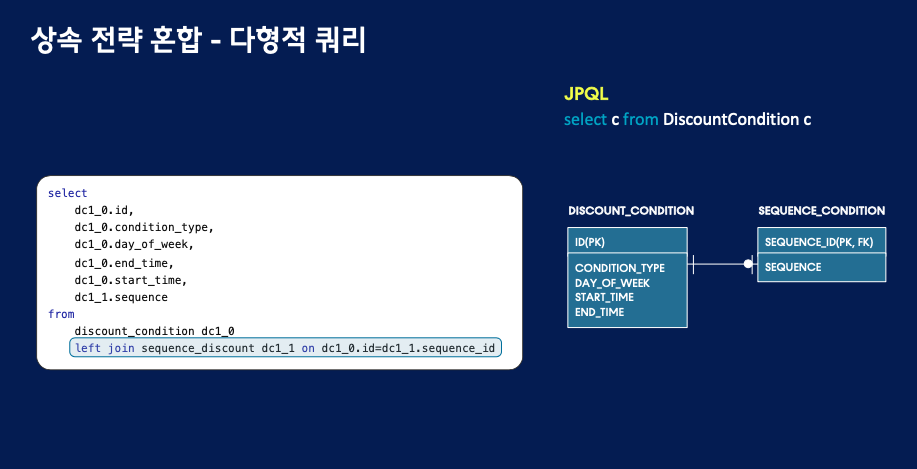 상속 전략 혼합 - 다형적 쿼리
JPQL
select c from DiscountCondition c
select
dc1_0.id,
dc1_0.condition_type,
dc1_0.day_of_week,
dc1_0.end_time,
dc1_0.start_time,
dc1_1.sequence
from
discount_condition dc1_0
left join sequence_discount dc1_1 on dc1_0.id=dc1_1.sequence_id
DISCOUNT_CONDITION
ID(PK)
CONDITION_TYPE
DAY_OF_WEEK
START_TIME
END_TIME
SEQUENCE_CONDITION
SEQUENCE_ID(PK, FK)
SEQUENCE